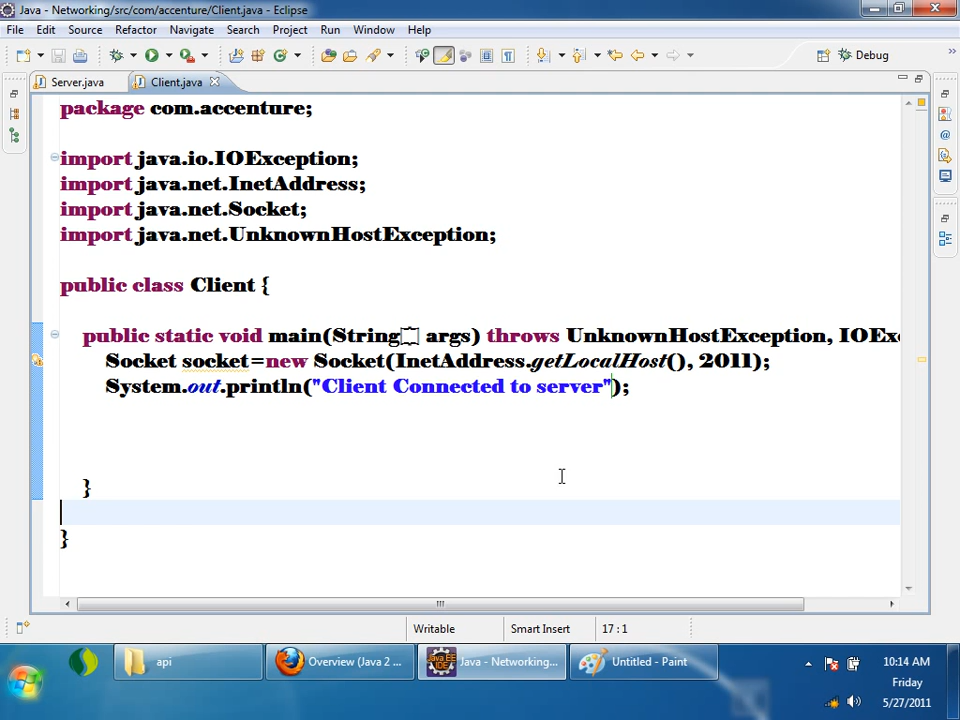 Java - Networking/src/com/accenture/Client.java - Eclipse
File Edit Source Refactor Navigate Search Project Run Window Help
Debug
Server.java Client.java
package com.accenture;
import java.io.IOException;
import java.net.InetAddress;
import java.net.Socket;
import java.net.UnknownHostException;
public class Client {
public static void main(String[] args) throws UnknownHostException, IOExc
Socket socket=new Socket(InetAddress.getLocalHost(), 2011);
System.out.println("Client Connected to server");
}
}
Writable Smart Insert 17 : 1
api Overview (Java 2 ... Java - Networking... Untitled - Paint
10:14 AM
Friday
5/27/2011